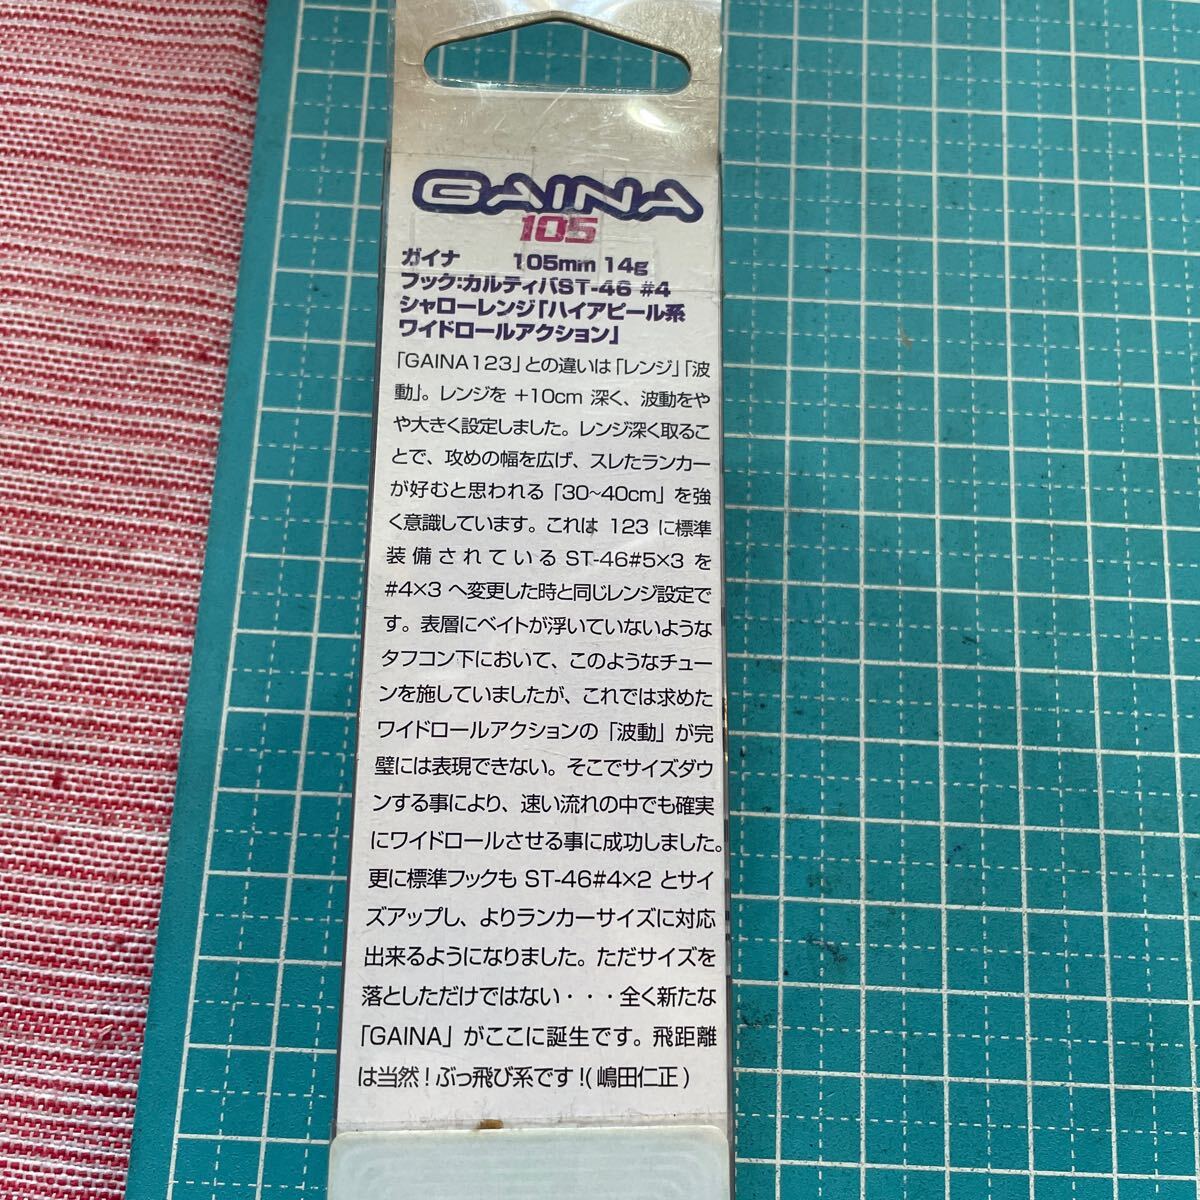 GAINA
105
ガイナ 105mm 14g
フック:カルティバST-46 #4
シャローレンジ「ハイアピール系
ワイドロールアクション」
「GAINA123」との違いは「レンジ」「波
動」。レンジを +10cm 深く、波動をや
や大きく設定しました。レンジ深く取るこ
とで、攻めの幅を広げ、スレたランカー
が好むと思われる「30~40cm」を強
く意識しています。これは 123 に標準
装備されている ST-46#5×3 を
#4×3 へ変更した時と同じレンジ設定で
す。表層にベイトが浮いていないような
タフコン下において、このようなチュー
ンを施していましたが、これでは求めた
ワイドロールアクションの「波動」が完
璧には表現できない。そこでサイズダウ
ンする事により、速い流れの中でも確実
にワイドロールさせる事に成功しました。
更に標準フックも ST-46#4×2 とサイ
ズアップし、よりランカーサイズに対応
出来るようになりました。ただサイズを
落としただけではない・・・全く新たな
「GAINA」がここに誕生です。飛距離
は当然！ぶっ飛び系です！(嶋田仁正)